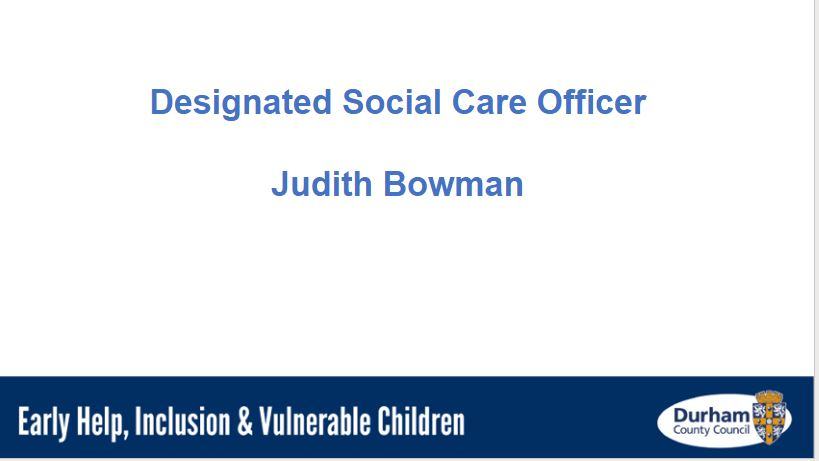 Designated Social Care Officer
Judith Bowman
Early Help, Inclusion & Vulnerable Children
Durham
County Council